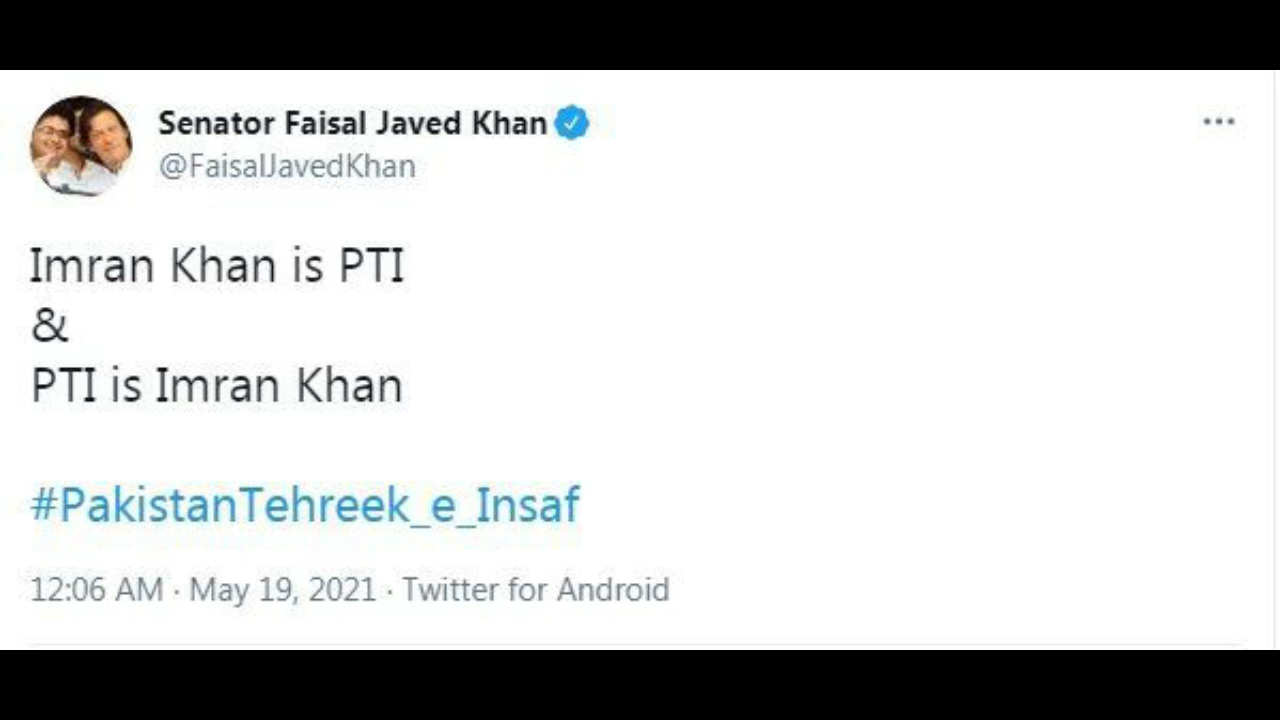 Senator Faisal Javed Khan
@FaisalJavedKhan
Imran Khan is PTI
&
PTI is Imran Khan
#PakistanTehreek_e_Insaf
12:06 AM · May 19, 2021 · Twitter for Android